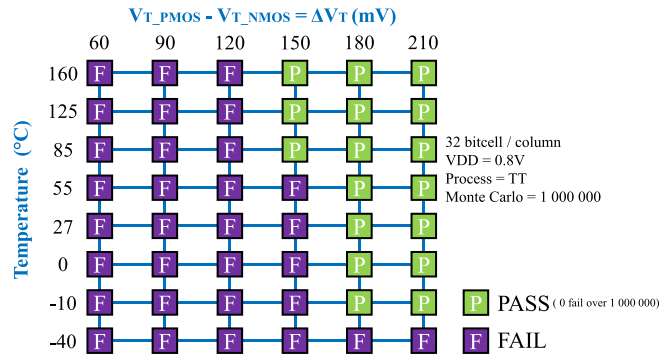 VT_PMOS - VT_NMOS = ΔVT (mV)
60 90 120 150 180 210
Temperature (°C)
160 F F F P P P
125 F F F P P P
85 F F F P P P
55 F F F F P P
27 F F F F P P
0 F F F F P P
-10 F F F F P P
-40 F F F F F F
32 bitcell / column
VDD = 0.8V
Process = TT
Monte Carlo = 1 000 000
P PASS ( 0 fail over 1 000 000)
F FAIL